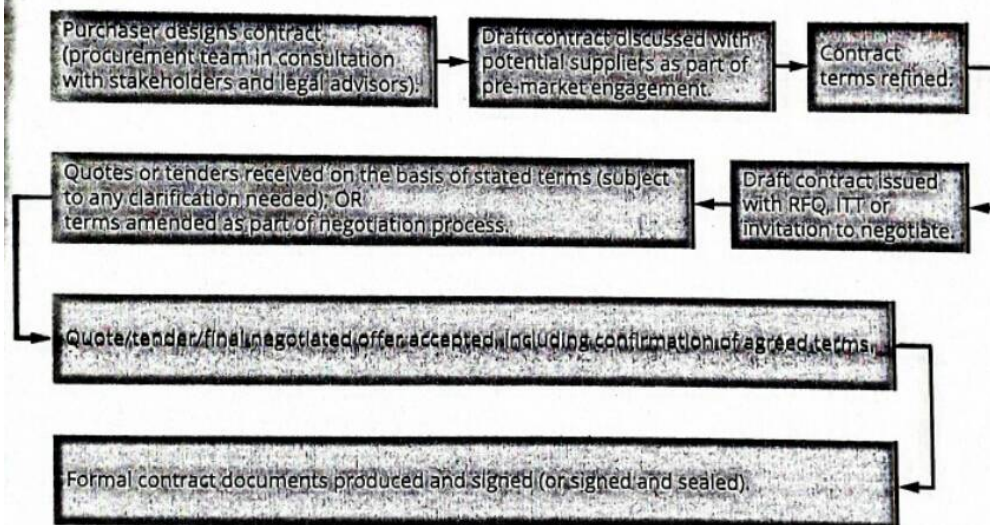 Purchaser designs contract
(procurement team in consultation
with stakeholders and legal advisors).
Draft contract discussed with
potential suppliers as part of
pre-market engagement.
Contract
terms refined.
Draft contract issued
with RFQ, ITT or
invitation to negotiate.
Quotes or tenders received on the basis of stated terms (subject
to any clarification needed); OR
terms amended as part of negotiation process.
Quote/tender/final negotiated offer accepted, including confirmation of agreed terms.
Formal contract documents produced and signed (or signed and sealed).